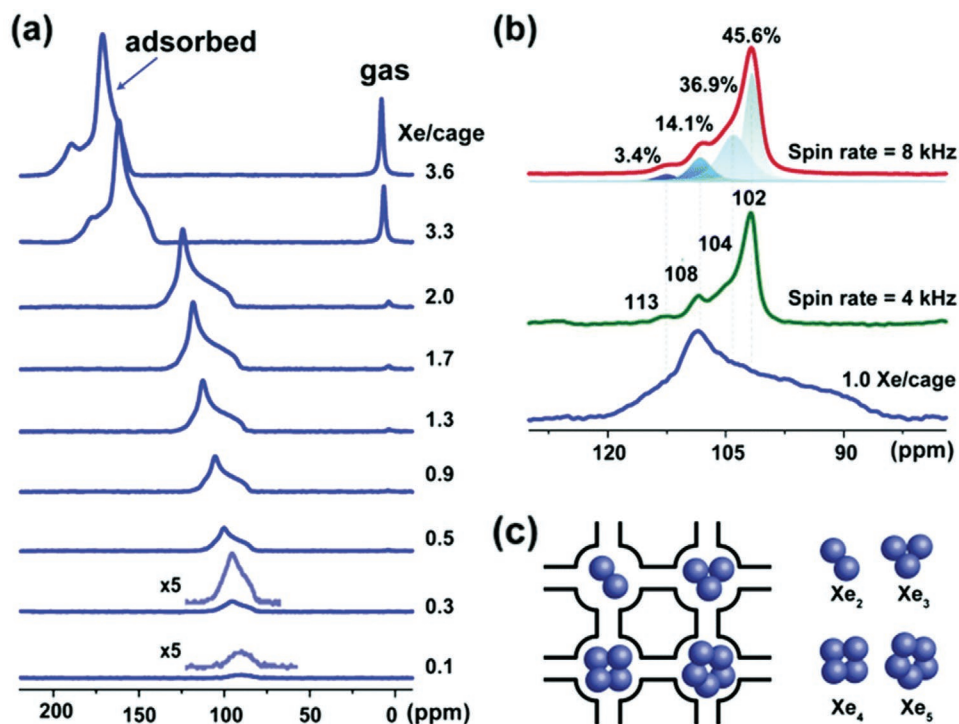 (a)
adsorbed
gas
Xe/cage
3.6
3.3
2.0
1.7
1.3
0.9
0.5
x5
0.3
x5
0.1
200 150 100 50 0 (ppm)
(b)
45.6%
36.9%
14.1%
3.4%
Spin rate = 8 kHz
102
104
108
113
Spin rate = 4 kHz
1.0 Xe/cage
120 105 90 (ppm)
(c)
Xe₂ Xe₃
Xe₄ Xe₅